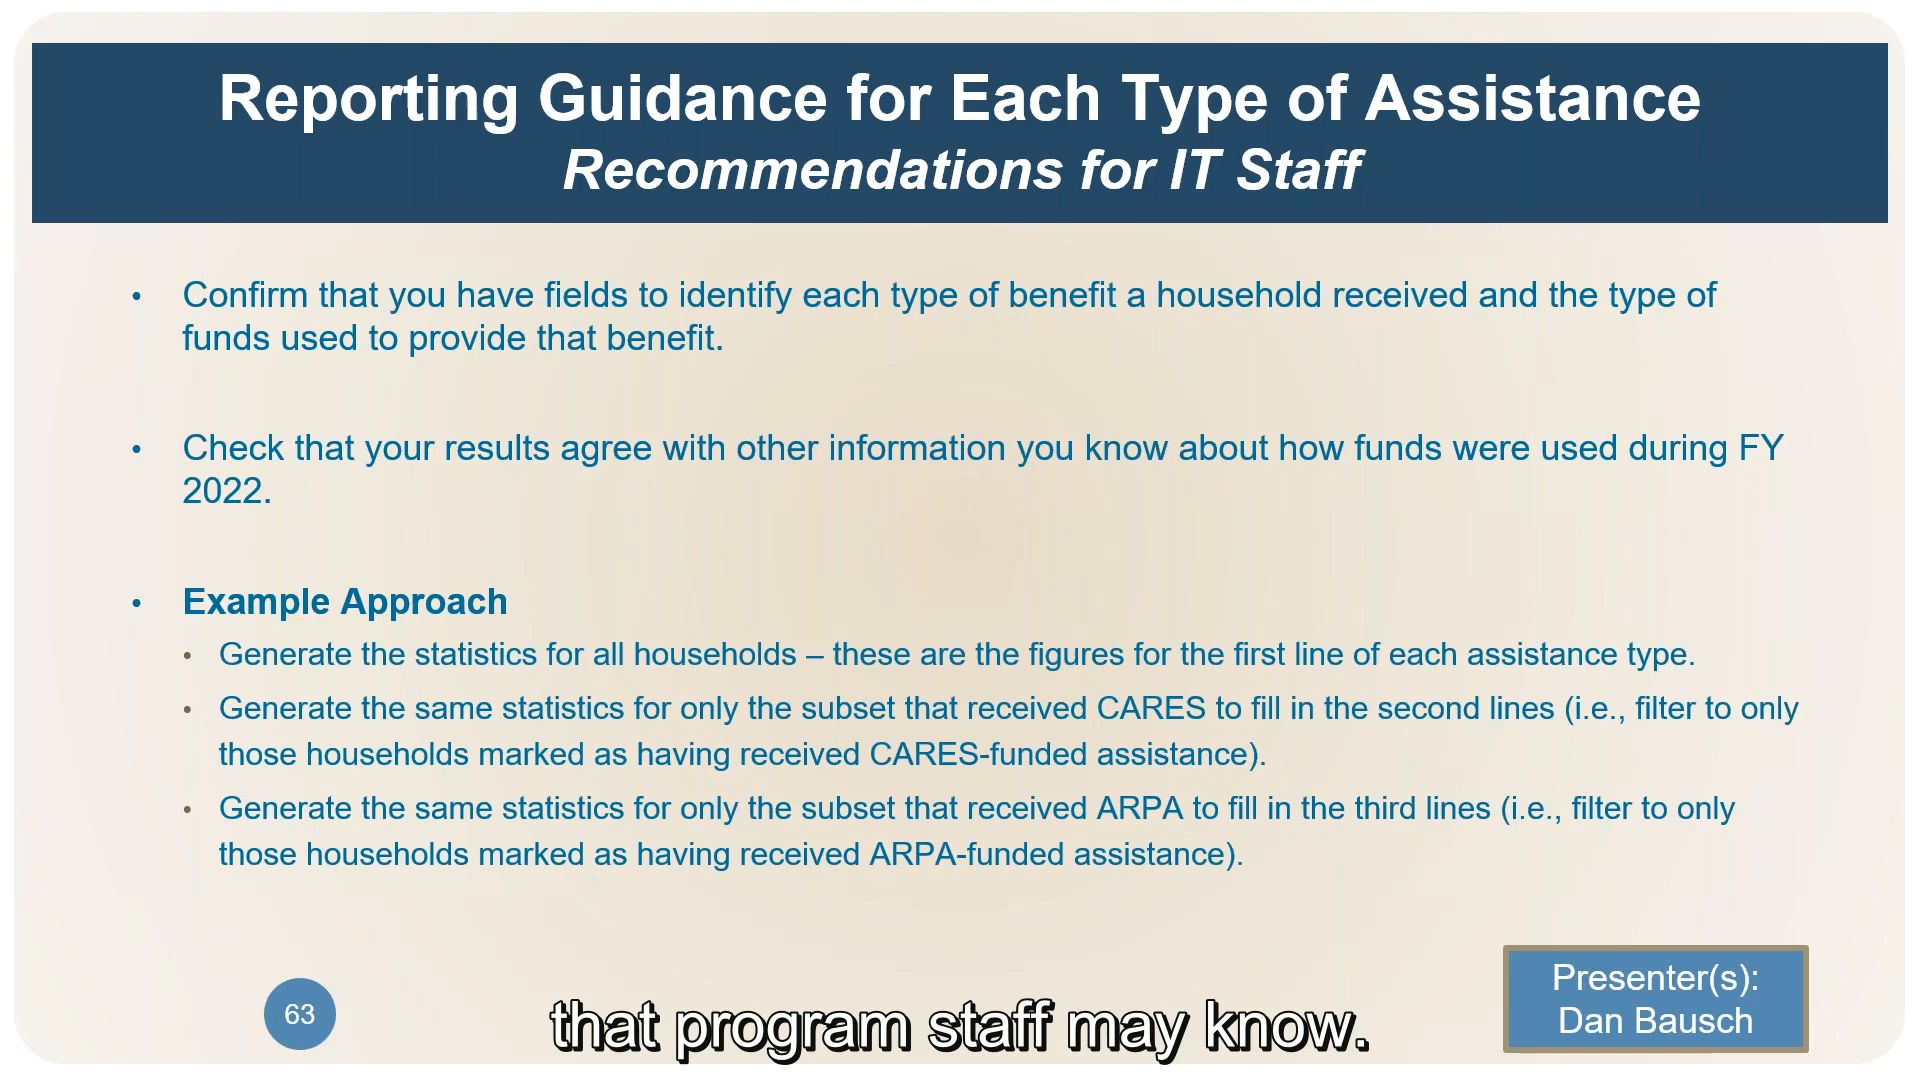 Reporting Guidance for Each Type of Assistance
Recommendations for IT Staff
• Confirm that you have fields to identify each type of benefit a household received and the type of
funds used to provide that benefit.
• Check that your results agree with other information you know about how funds were used during FY
2022.
• Example Approach
• Generate the statistics for all households – these are the figures for the first line of each assistance type.
• Generate the same statistics for only the subset that received CARES to fill in the second lines (i.e., filter to only
those households marked as having received CARES-funded assistance).
• Generate the same statistics for only the subset that received ARPA to fill in the third lines (i.e., filter to only
those households marked as having received ARPA-funded assistance).
63
that program staff may know.
Presenter(s):
Dan Bausch